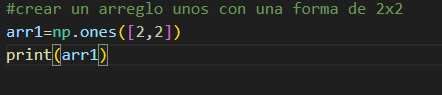 #crear un arreglo unos con una forma de 2x2
arr1=np.ones([2,2])
print(arr1)